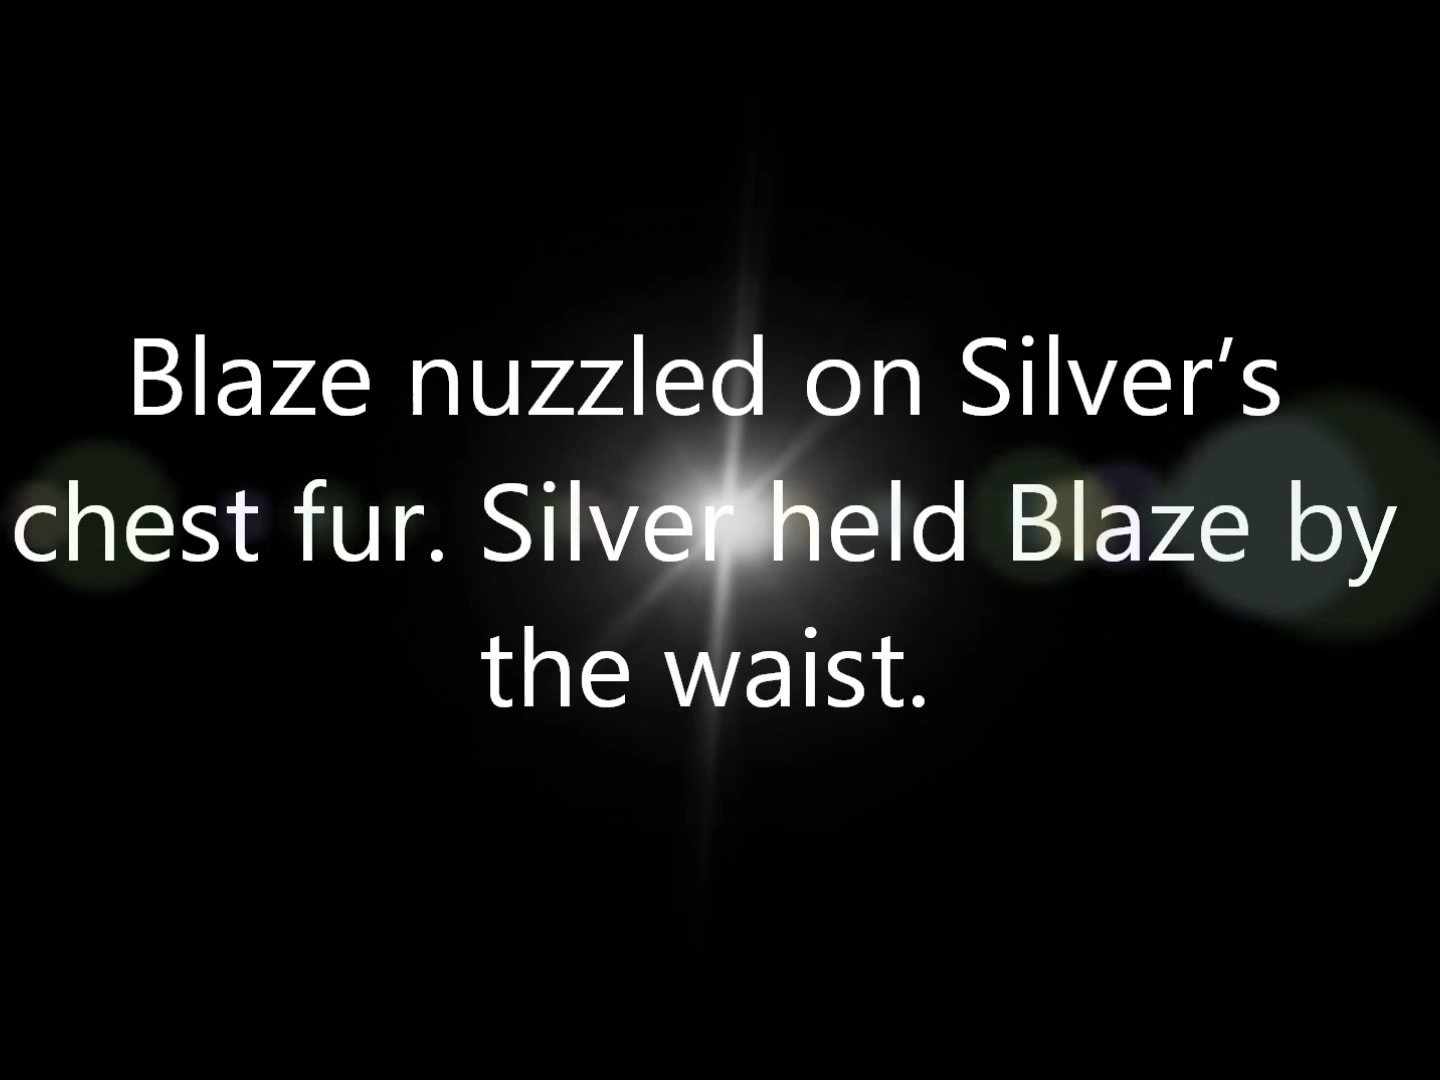 Blaze nuzzled on Silver’s
chest fur. Silver held Blaze by
the waist.